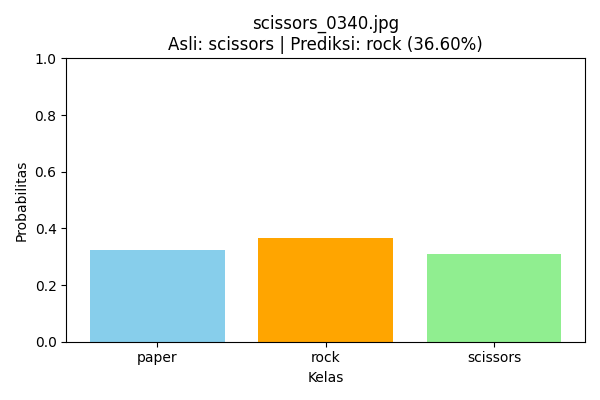 scissors_0340.jpg
Asli: scissors | Prediksi: rock (36.60%)
1.0
0.8
0.6
0.4
0.2
0.0
Probabilitas
paper
rock
scissors
Kelas